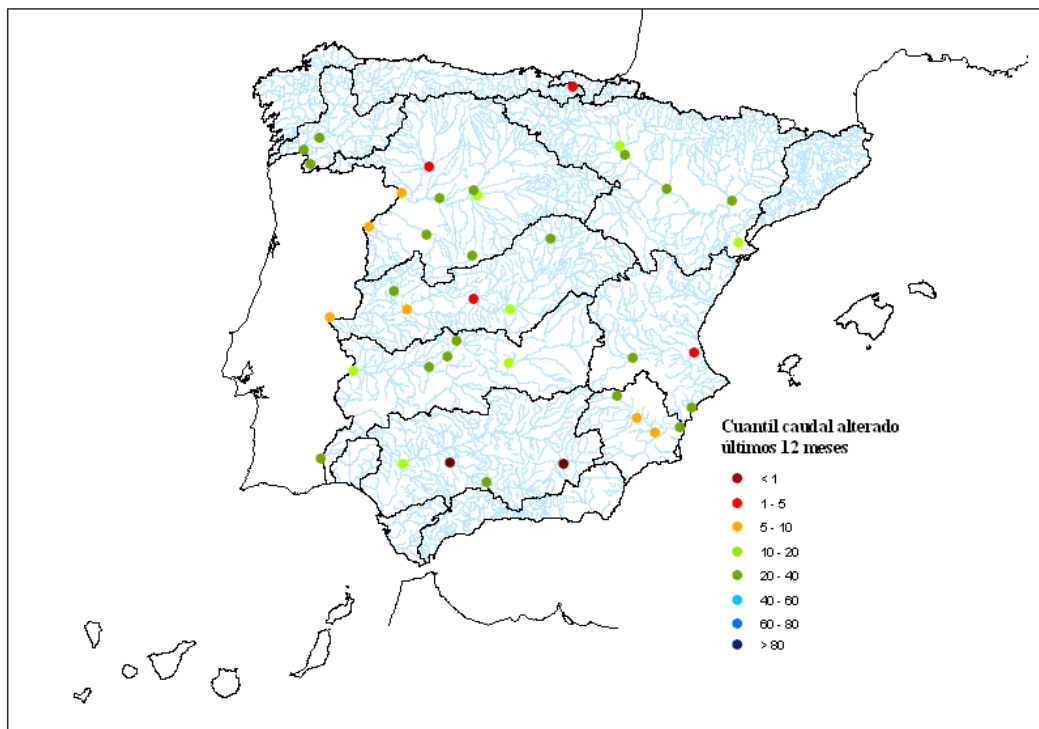 Cuantil caudal alterado
últimos 12 meses
< 1
1 - 5
5 - 10
10 - 20
20 - 40
40 - 60
60 - 80
> 80